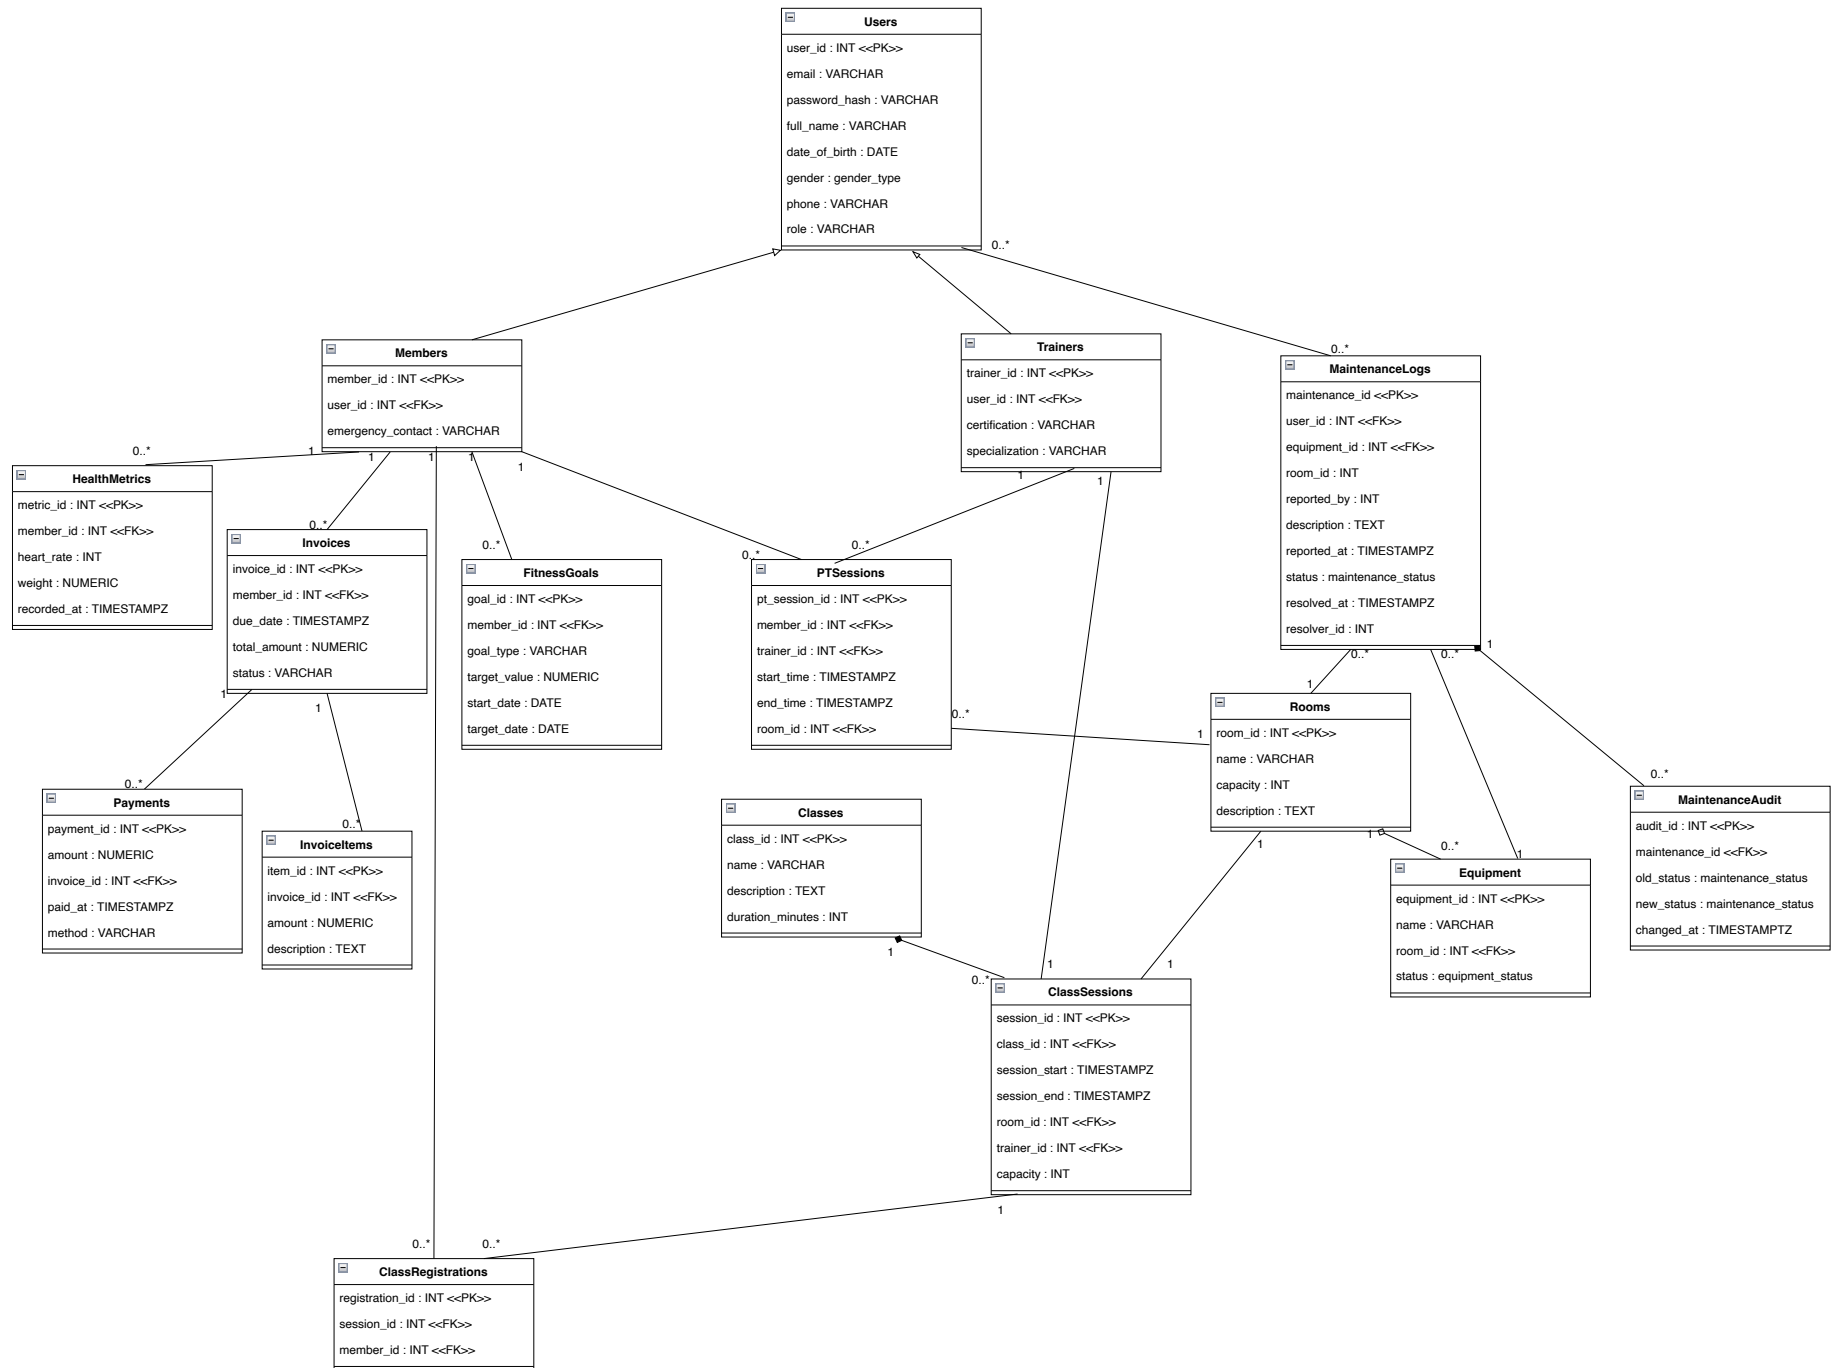 Users
user_id : INT <<PK>>
email : VARCHAR
password_hash : VARCHAR
full_name : VARCHAR
date_of_birth : DATE
gender : gender_type
phone : VARCHAR
role : VARCHAR
0..*
0..*
Members
member_id : INT <<PK>>
user_id : INT <<FK>>
emergency_contact : VARCHAR
1
1
1
1
1
Trainers
trainer_id : INT <<PK>>
user_id : INT <<FK>>
certification : VARCHAR
specialization : VARCHAR
1
1
MaintenanceLogs
maintenance_id <<PK>>
user_id : INT <<FK>>
equipment_id : INT <<FK>>
room_id : INT
reported_by : INT
description : TEXT
reported_at : TIMESTAMPZ
status : maintenance_status
resolved_at : TIMESTAMPZ
resolver_id : INT
0..*
0..*
1
0..*
HealthMetrics
metric_id : INT <<PK>>
member_id : INT <<FK>>
heart_rate : INT
weight : NUMERIC
recorded_at : TIMESTAMPZ
0..*
Invoices
invoice_id : INT <<PK>>
member_id : INT <<FK>>
due_date : TIMESTAMPZ
total_amount : NUMERIC
status : VARCHAR
1
1
0..*
FitnessGoals
goal_id : INT <<PK>>
member_id : INT <<FK>>
goal_type : VARCHAR
target_value : NUMERIC
start_date : DATE
target_date : DATE
0..*
0..*
PTSessions
pt_session_id : INT <<PK>>
member_id : INT <<FK>>
trainer_id : INT <<FK>>
start_time : TIMESTAMPZ
end_time : TIMESTAMPZ
room_id : INT <<FK>>
0..*
1
1
Rooms
room_id : INT <<PK>>
name : VARCHAR
capacity : INT
description : TEXT
1
1
0..*
Payments
payment_id : INT <<PK>>
amount : NUMERIC
invoice_id : INT <<FK>>
paid_at : TIMESTAMPZ
method : VARCHAR
0..*
InvoiceItems
item_id : INT <<PK>>
invoice_id : INT <<FK>>
amount : NUMERIC
description : TEXT
Classes
class_id : INT <<PK>>
name : VARCHAR
description : TEXT
duration_minutes : INT
1
0..*
1
Equipment
equipment_id : INT <<PK>>
name : VARCHAR
room_id : INT <<FK>>
status : equipment_status
0..*
MaintenanceAudit
audit_id : INT <<PK>>
maintenance_id <<FK>>
old_status : maintenance_status
new_status : maintenance_status
changed_at : TIMESTAMPTZ
0..*
1
1
ClassSessions
session_id : INT <<PK>>
class_id : INT <<FK>>
session_start : TIMESTAMPZ
session_end : TIMESTAMPZ
room_id : INT <<FK>>
trainer_id : INT <<FK>>
capacity : INT
1
0..*
0..*
ClassRegistrations
registration_id : INT <<PK>>
session_id : INT <<FK>>
member_id : INT <<FK>>